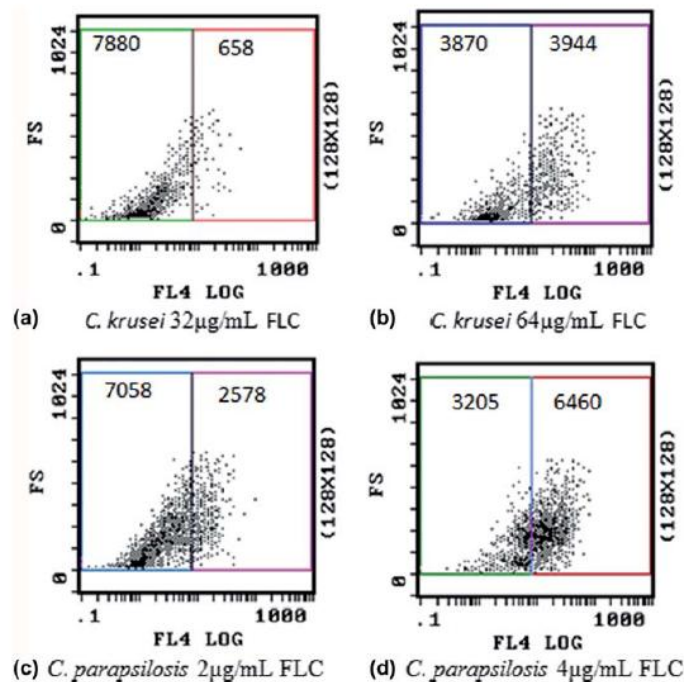 7880 658
1024
FS
0
(128X128)
.1 1000
FL4 LOG
(a) C. krusei 32µg/mL FLC
3870 3944
1024
FS
0
(128X128)
.1 1000
FL4 LOG
(b) C. krusei 64µg/mL FLC
7058 2578
1024
FS
0
(128X128)
.1 1000
FL4 LOG
(c) C. parapsilosis 2µg/mL FLC
3205 6460
1024
FS
0
(128X128)
.1 1000
FL4 LOG
(d) C. parapsilosis 4µg/mL FLC